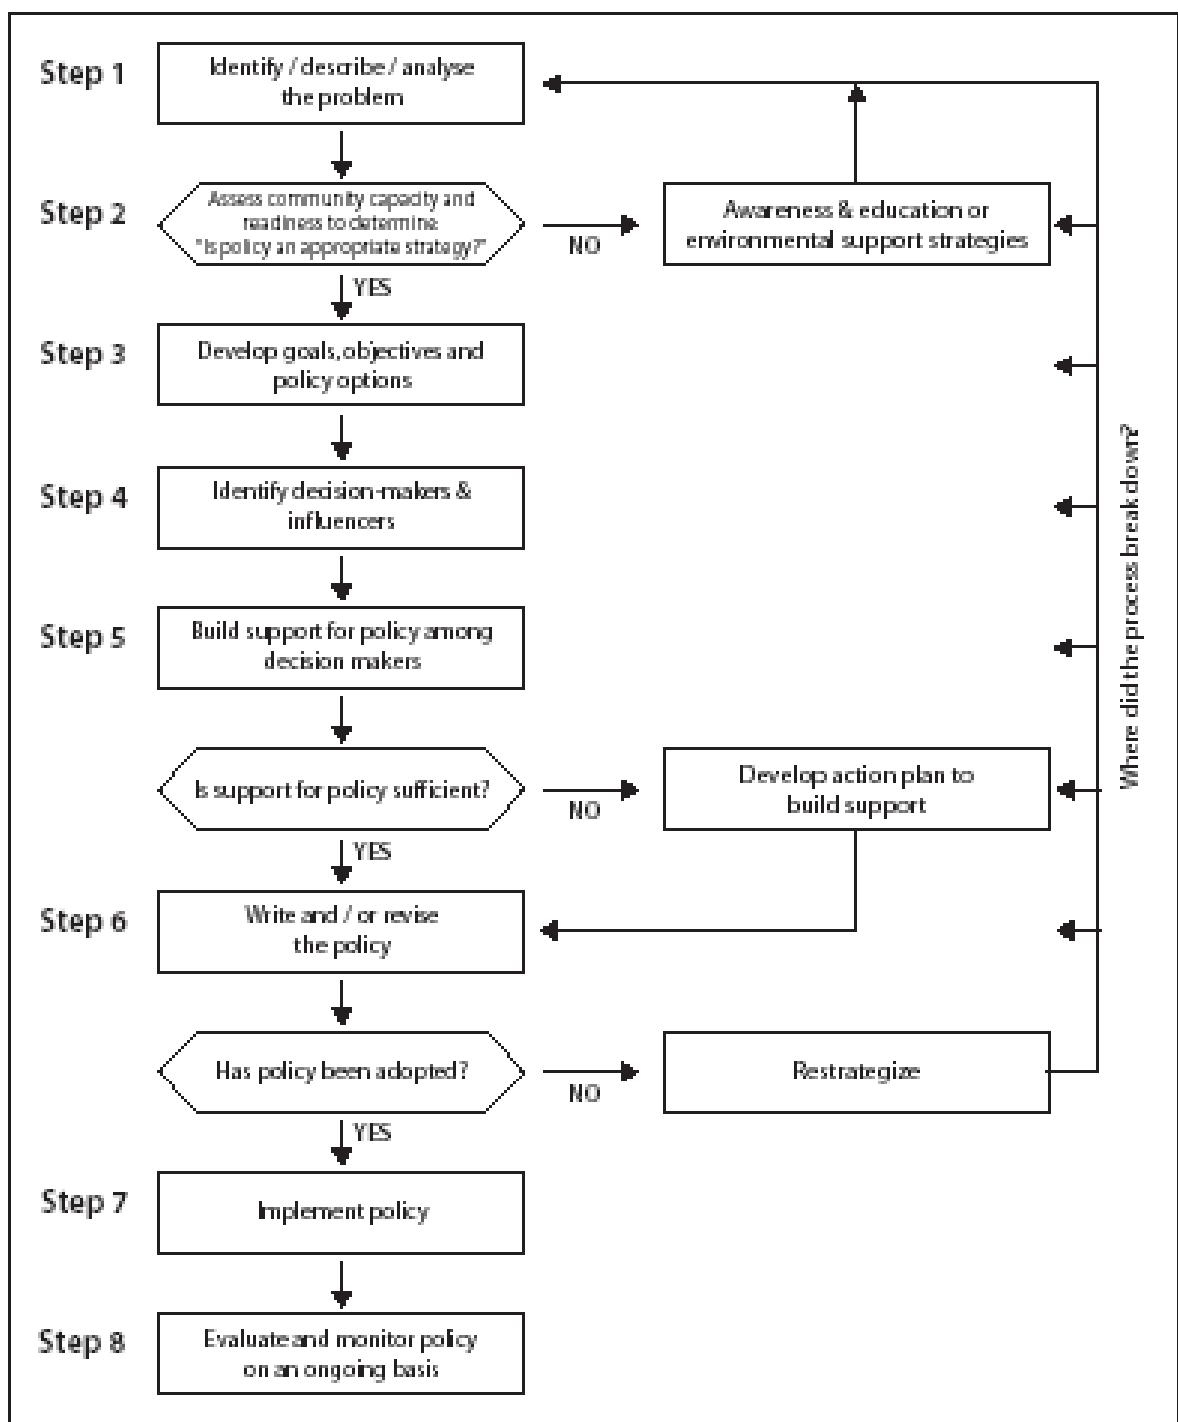 Step 1
Identify / describe / analyse
the problem
Step 2
Assess community capacity and
readiness to determine
"Is policy an appropriate strategy?"
NO
Awareness & education or
environmental support strategies
YES
Step 3
Develop goals, objectives and
policy options
Step 4
Identify decision-makers &
influencers
Step 5
Build support for policy among
decision makers
Is support for policy sufficient?
NO
Develop action plan to
build support
YES
Step 6
Write and / or revise
the policy
Has policy been adopted?
NO
Restrategize
YES
Step 7
Implement policy
Step 8
Evaluate and monitor policy
on an ongoing basis
Where did the process break down?